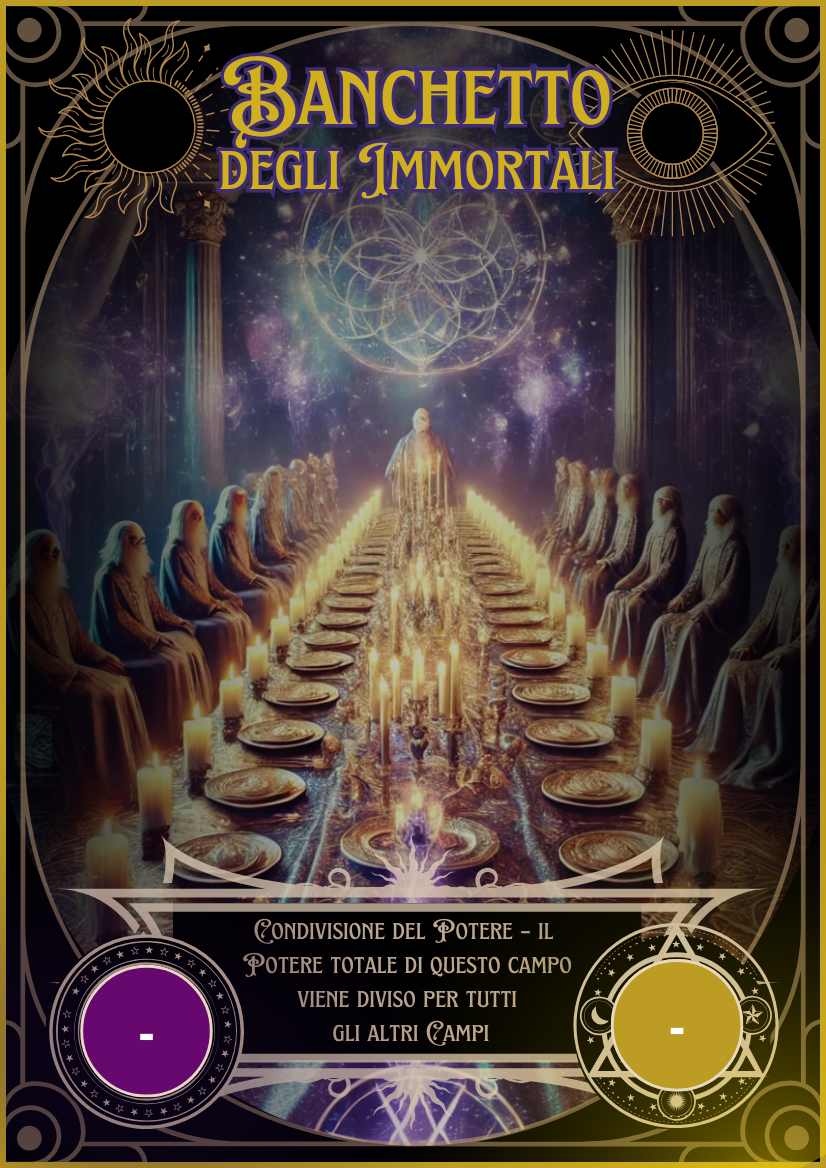 Banchetto
degli Immortali
Condivisione del Potere - il
Potere totale di questo campo
viene diviso per tutti
gli altri Campi
-
-